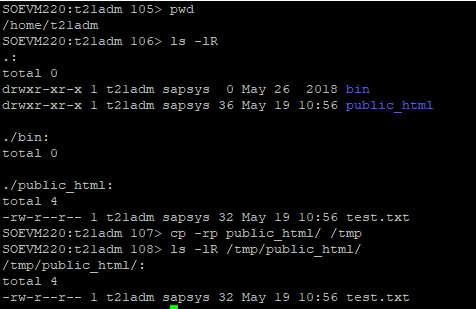 SOEVM220:t21adm 105> pwd
/home/t21adm
SOEVM220:t21adm 106> ls -lR
.:
total 0
drwxr-xr-x 1 t21adm sapsys  0 May 26  2018 bin
drwxr-xr-x 1 t21adm sapsys 36 May 19 10:56 public_html

./bin:
total 0

./public_html:
total 4
-rw-r--r-- 1 t21adm sapsys 32 May 19 10:56 test.txt
SOEVM220:t21adm 107> cp -rp public_html/ /tmp
SOEVM220:t21adm 108> ls -lR /tmp/public_html/
/tmp/public_html/:
total 4
-rw-r--r-- 1 t21adm sapsys 32 May 19 10:56 test.txt